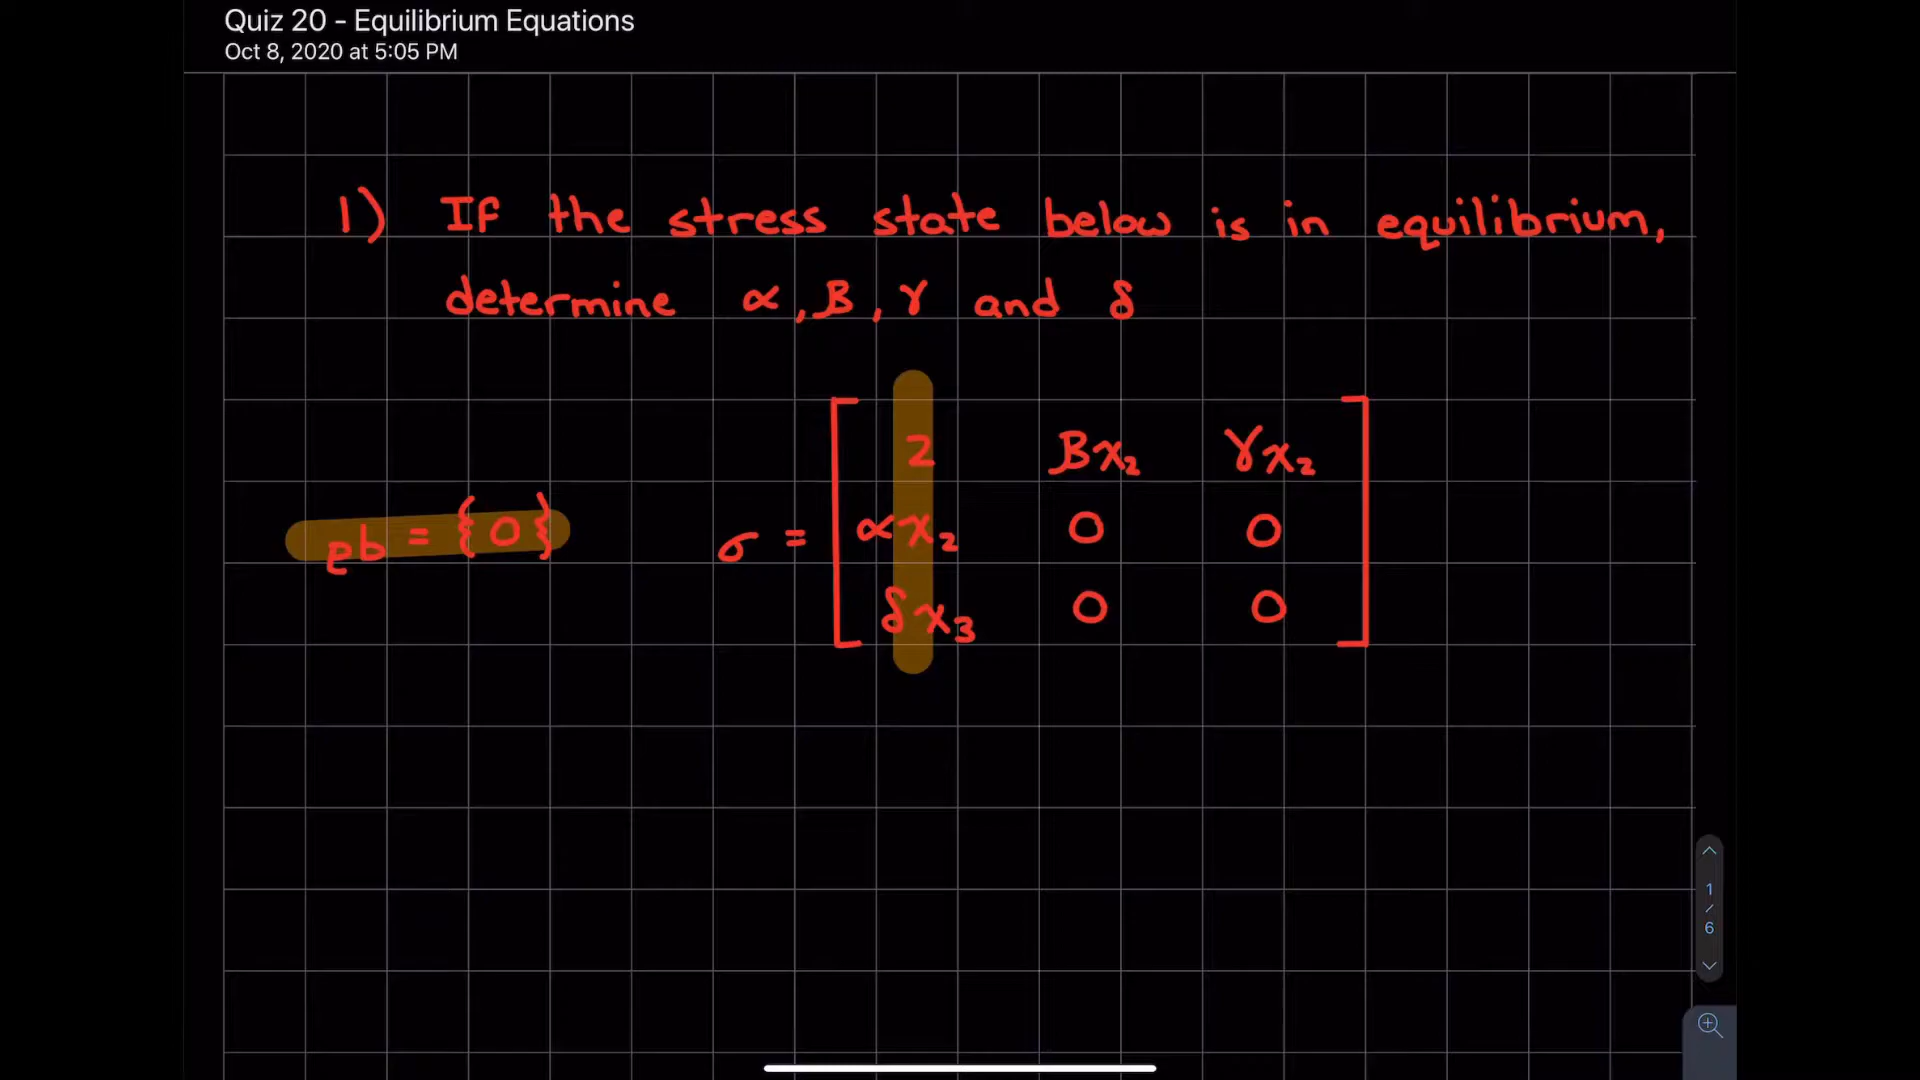 Quiz 20 - Equilibrium Equations
Oct 8, 2020 at 5:05 PM
1) If the stress state below is in equilibrium,
determine α, β, γ and δ
ρb = {0} σ = [2 βx₂ γx₂
αx₂ 0 0
δx₃ 0 0]
1
/
6